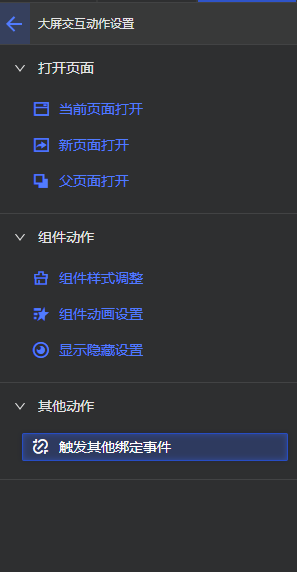 大屏交互动作设置
打开页面
当前页面打开
新页面打开
父页面打开
组件动作
组件样式调整
组件动画设置
显示隐藏设置
其他动作
触发其他绑定事件